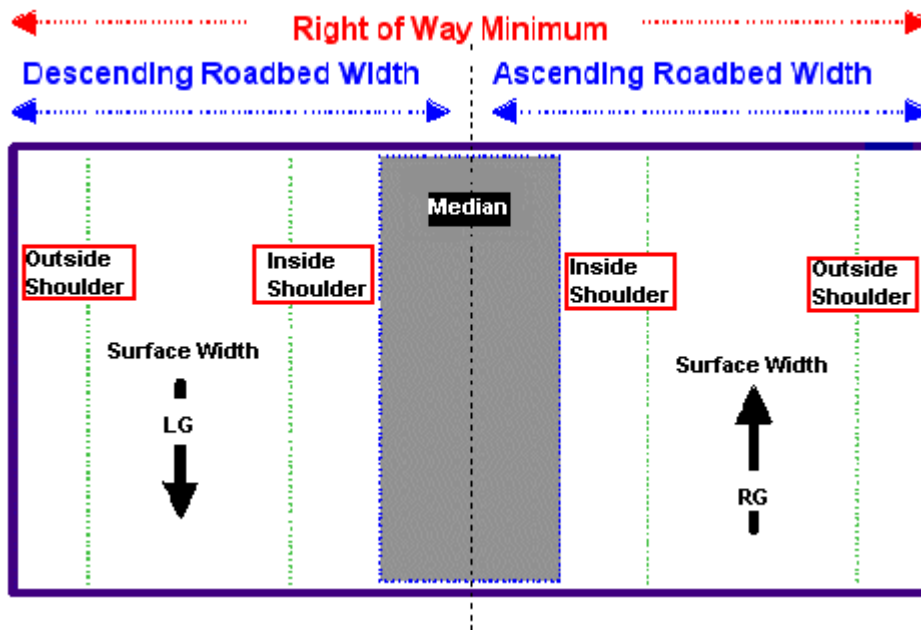 Right of Way Minimum
Descending Roadbed Width
Ascending Roadbed Width
Median
Outside
Shoulder
Inside
Shoulder
Inside
Shoulder
Outside
Shoulder
Surface Width
LG
Surface Width
RG